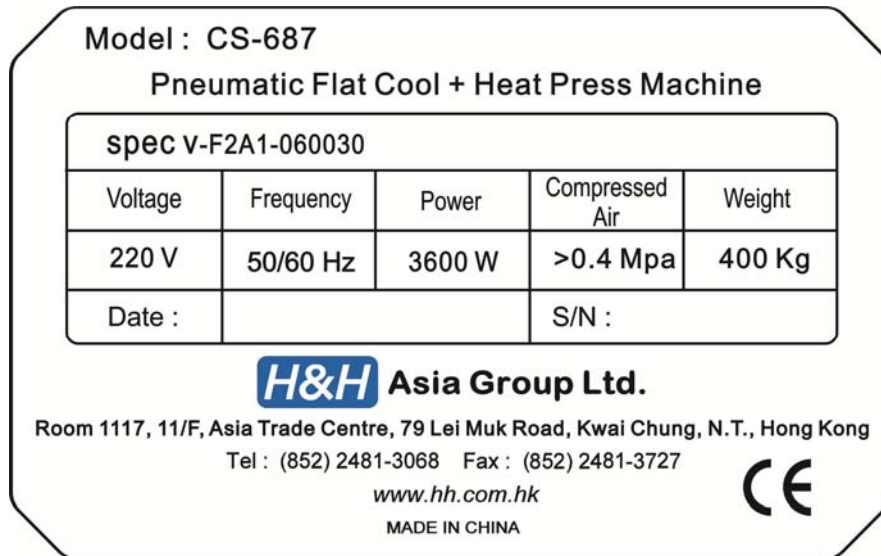 Model : CS-687
Pneumatic Flat Cool + Heat Press Machine
spec v-F2A1-060030
Voltage Frequency Power Compressed Air Weight
220 V 50/60 Hz 3600 W >0.4 Mpa 400 Kg
Date : S/N :
H&H Asia Group Ltd.
Room 1117, 11/F, Asia Trade Centre, 79 Lei Muk Road, Kwai Chung, N.T., Hong Kong
Tel : (852) 2481-3068 Fax : (852) 2481-3727
www.hh.com.hk
MADE IN CHINA
CE